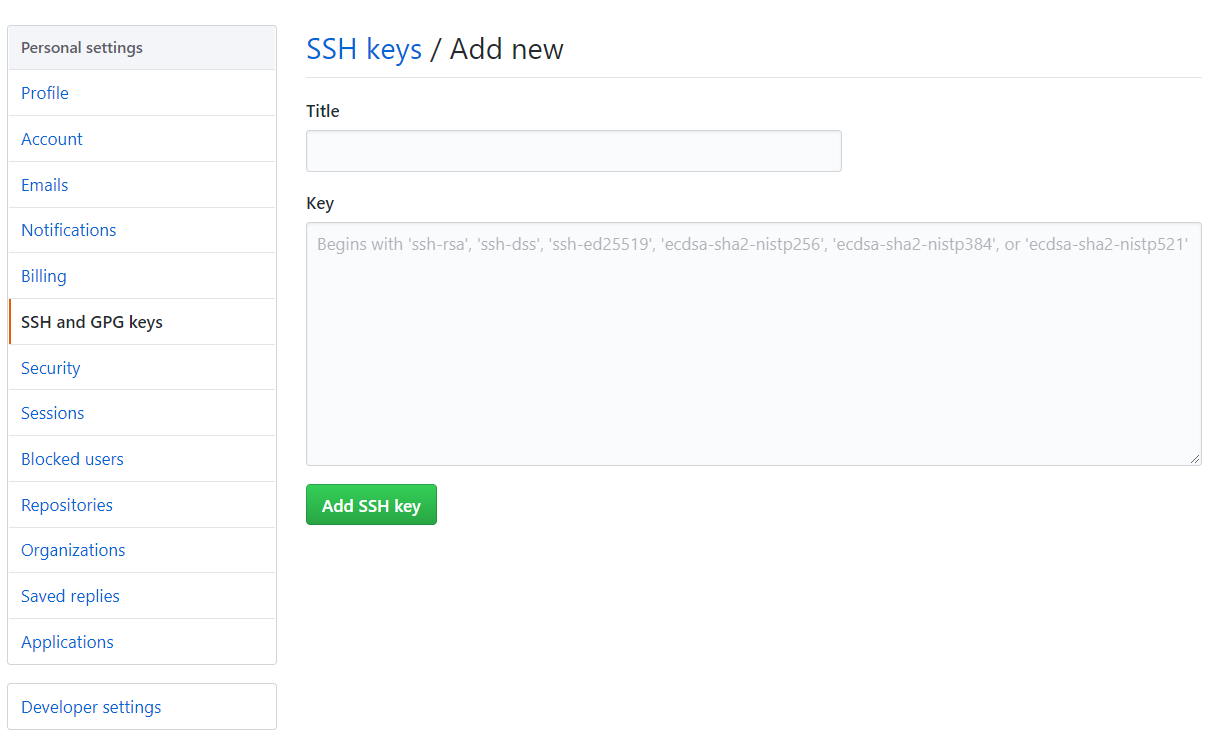 Personal settings
Profile
Account
Emails
Notifications
Billing
SSH and GPG keys
Security
Sessions
Blocked users
Repositories
Organizations
Saved replies
Applications
Developer settings
SSH keys / Add new
Title
Key
Begins with 'ssh-rsa', 'ssh-dss', 'ssh-ed25519', 'ecdsa-sha2-nistp256', 'ecdsa-sha2-nistp384', or 'ecdsa-sha2-nistp521'
Add SSH key